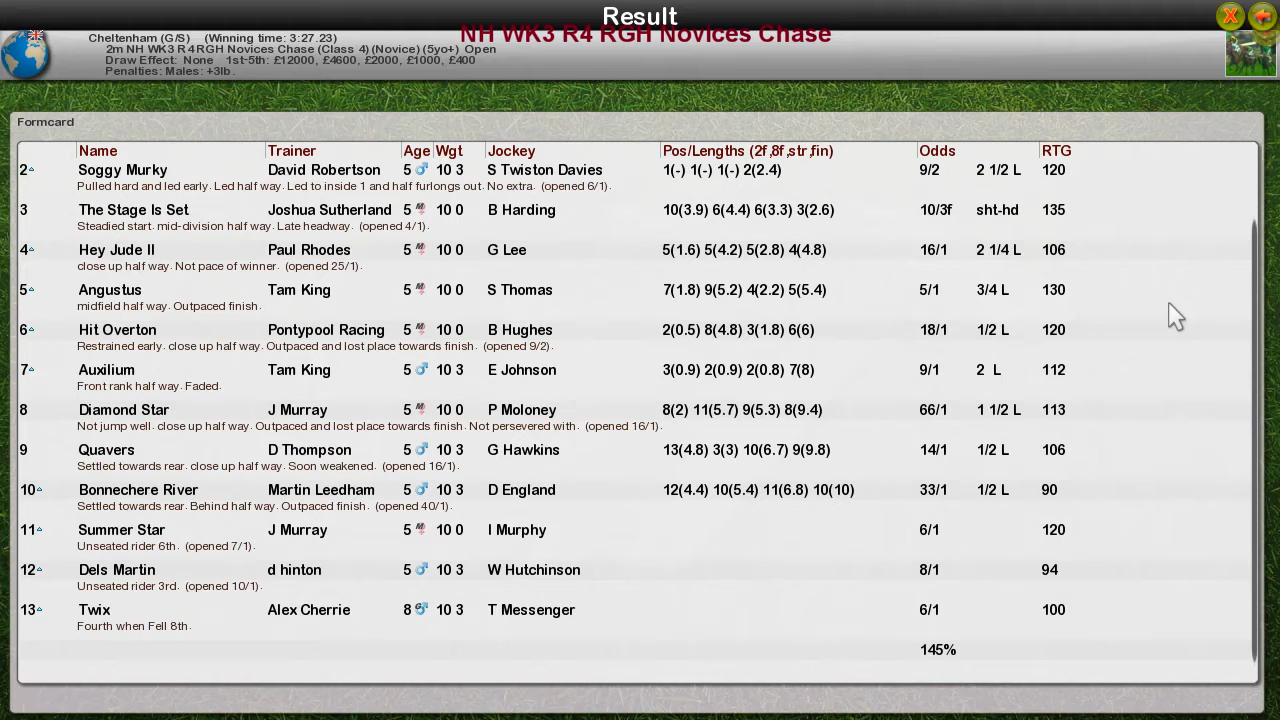 Result
NH WK3 R4 RGH Novices Chase
Cheltenham (G/S) (Winning time: 3:27.23)
2m NH WK3 R4 RGH Novices Chase (Class 4) (Novice) (5yo+) Open
Draw Effect: None 1st-5th: £12000, £4600, £2000, £1000, £400
Penalties: Males: +3lb.
Formcard
Name Trainer Age Wgt Jockey Pos/Lengths (2f,8f,str,fin) Odds RTG
2 Soggy Murky David Robertson 5 10 3 S Twiston Davies 1(-) 1(-) 1(-) 2(2.4) 9/2 2 1/2 L 120
Pulled hard and led early. Led half way. Led to inside 1 and half furlongs out. No extra. (opened 6/1).
3 The Stage Is Set Joshua Sutherland 5 10 0 B Harding 10(3.9) 6(4.4) 6(3.3) 3(2.6) 10/3f sht-hd 135
Steadied start. mid-division half way. Late headway. (opened 4/1).
4 Hey Jude II Paul Rhodes 5 10 0 G Lee 5(1.6) 5(4.2) 5(2.8) 4(4.8) 16/1 2 1/4 L 106
close up half way. Not pace of winner. (opened 25/1).
5 Angustus Tam King 5 10 0 S Thomas 7(1.8) 9(5.2) 4(2.2) 5(5.4) 5/1 3/4 L 130
midfield half way. Outpaced finish.
6 Hit Overton Pontypool Racing 5 10 0 B Hughes 2(0.5) 8(4.8) 3(1.8) 6(6) 18/1 1/2 L 120
Restrained early. close up half way. Outpaced and lost place towards finish. (opened 9/2).
7 Auxilium Tam King 5 10 3 E Johnson 3(0.9) 2(0.9) 2(0.8) 7(8) 9/1 2 L 112
Front rank half way. Faded.
8 Diamond Star J Murray 5 10 0 P Moloney 8(2) 11(5.7) 9(5.3) 8(9.4) 66/1 1 1/2 L 113
Not jump well. close up half way. Outpaced and lost place towards finish. Not persevered with. (opened 16/1).
9 Quavers D Thompson 5 10 3 G Hawkins 13(4.8) 3(3) 10(6.7) 9(9.8) 14/1 1/2 L 106
Settled towards rear. close up half way. Soon weakened. (opened 16/1).
10 Bonnechere River Martin Leedham 5 10 3 D England 12(4.4) 10(5.4) 11(6.8) 10(10) 33/1 1/2 L 90
Settled towards rear. Behind half way. Outpaced finish. (opened 40/1).
11 Summer Star J Murray 5 10 0 I Murphy 6/1 120
Unseated rider 6th. (opened 7/1).
12 Dels Martin d hinton 5 10 3 W Hutchinson 8/1 94
Unseated rider 3rd. (opened 10/1).
13 Twix Alex Cherrie 8 10 3 T Messenger 6/1 100
Fourth when Fell 8th.
145%